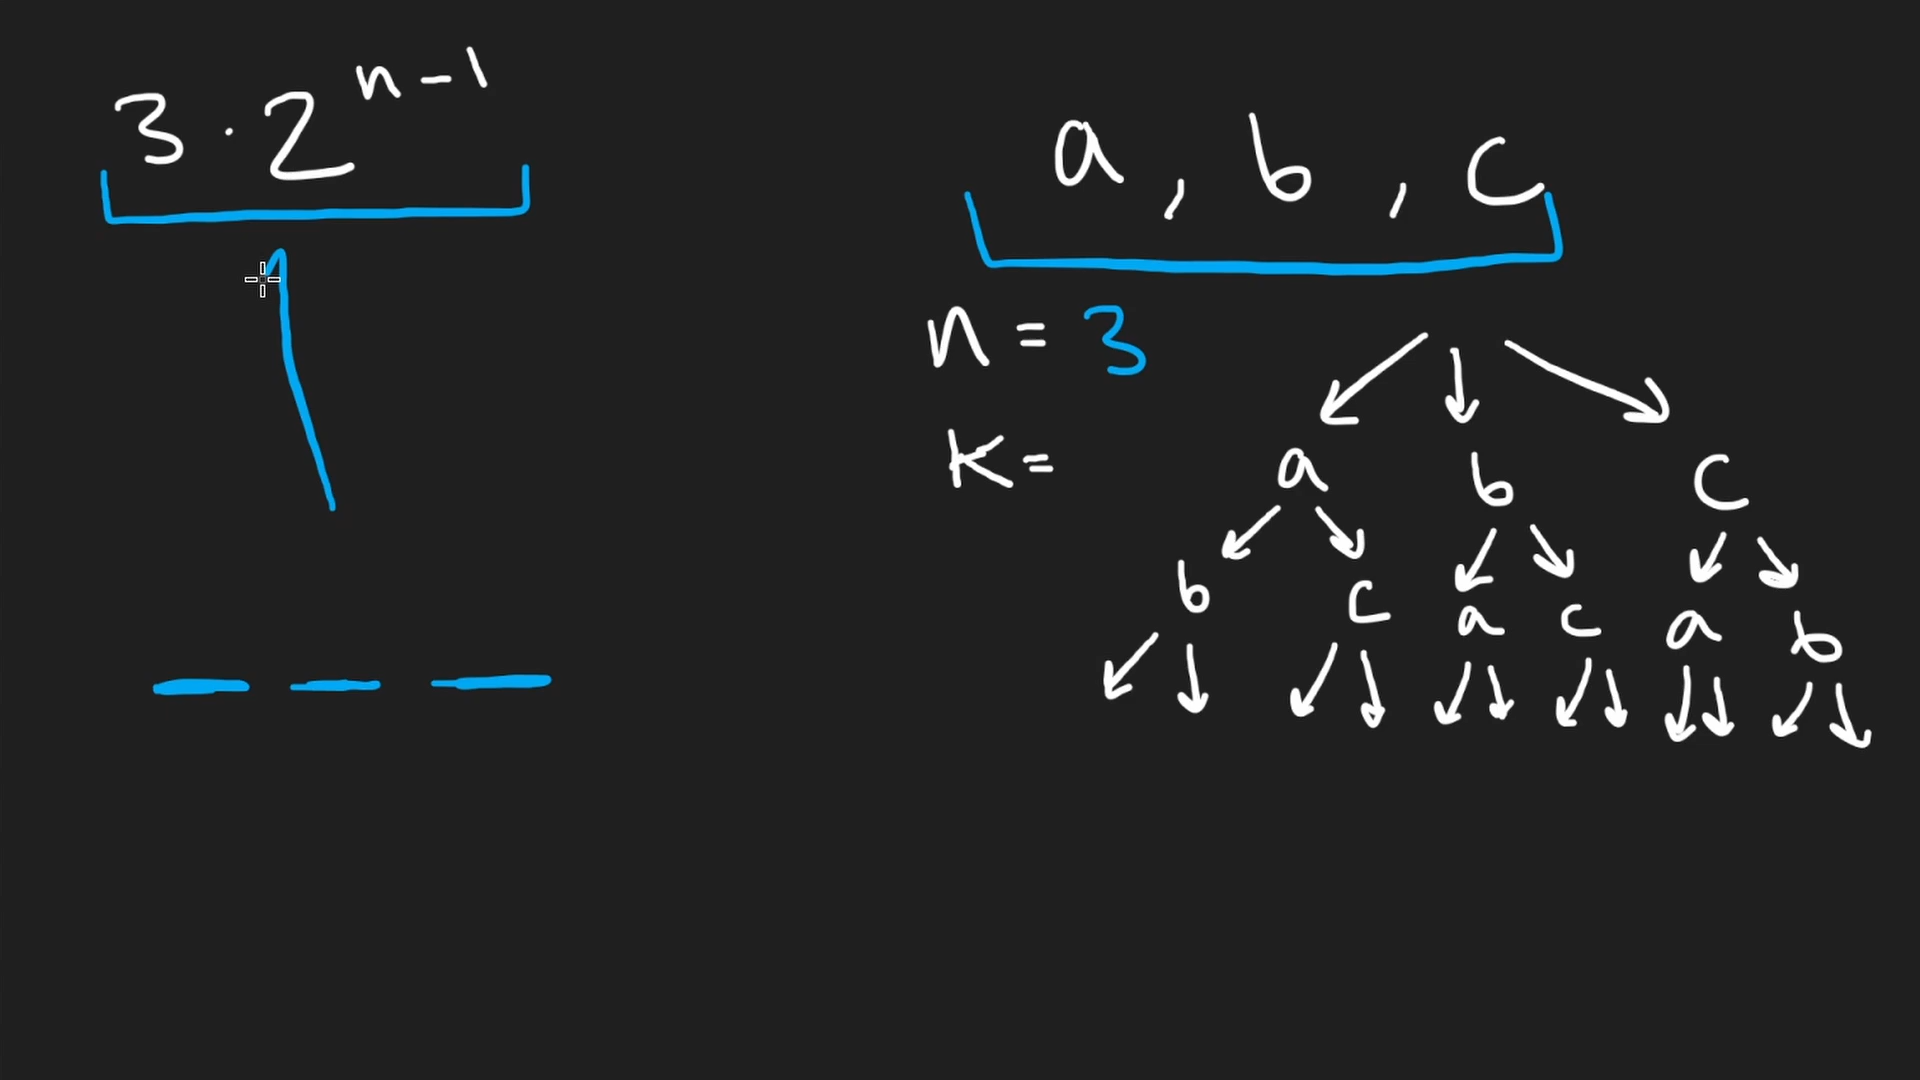 3 · 2^{n-1}
a , b , c
n = 3
K =
a b c
b c a c a b